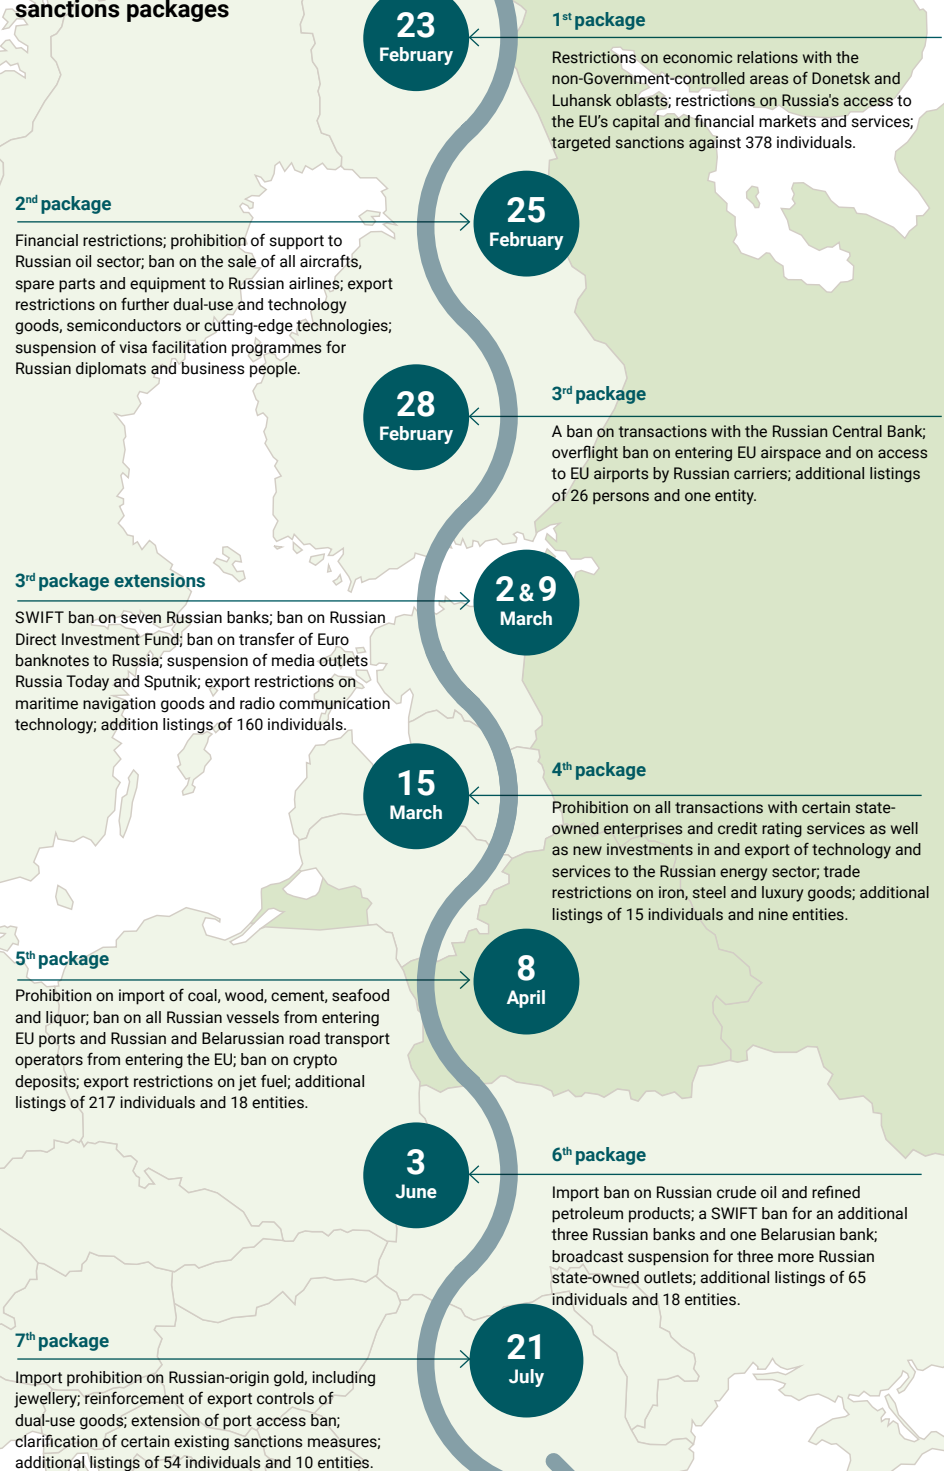 sanctions packages
23
February
1st package
Restrictions on economic relations with the
non-Government-controlled areas of Donetsk and
Luhansk oblasts; restrictions on Russia's access to
the EU's capital and financial markets and services;
targeted sanctions against 378 individuals.
2nd package
25
February
Financial restrictions; prohibition of support to
Russian oil sector; ban on the sale of all aircrafts,
spare parts and equipment to Russian airlines; export
restrictions on further dual-use and technology
goods, semiconductors or cutting-edge technologies;
suspension of visa facilitation programmes for
Russian diplomats and business people.
28
February
3rd package
A ban on transactions with the Russian Central Bank;
overflight ban on entering EU airspace and on access
to EU airports by Russian carriers; additional listings
of 26 persons and one entity.
3rd package extensions
2 & 9
March
SWIFT ban on seven Russian banks; ban on Russian
Direct Investment Fund; ban on transfer of Euro
banknotes to Russia; suspension of media outlets
Russia Today and Sputnik; export restrictions on
maritime navigation goods and radio communication
technology; addition listings of 160 individuals.
15
March
4th package
Prohibition on all transactions with certain state-
owned enterprises and credit rating services as well
as new investments in and export of technology and
services to the Russian energy sector; trade
restrictions on iron, steel and luxury goods; additional
listings of 15 individuals and nine entities.
5th package
8
April
Prohibition on import of coal, wood, cement, seafood
and liquor; ban on all Russian vessels from entering
EU ports and Russian and Belarussian road transport
operators from entering the EU; ban on crypto
deposits; export restrictions on jet fuel; additional
listings of 217 individuals and 18 entities.
3
June
6th package
Import ban on Russian crude oil and refined
petroleum products; a SWIFT ban for an additional
three Russian banks and one Belarusian bank;
broadcast suspension for three more Russian
state-owned outlets; additional listings of 65
individuals and 18 entities.
7th package
21
July
Import prohibition on Russian-origin gold, including
jewellery; reinforcement of export controls of
dual-use goods; extension of port access ban;
clarification of certain existing sanctions measures;
additional listings of 54 individuals and 10 entities.